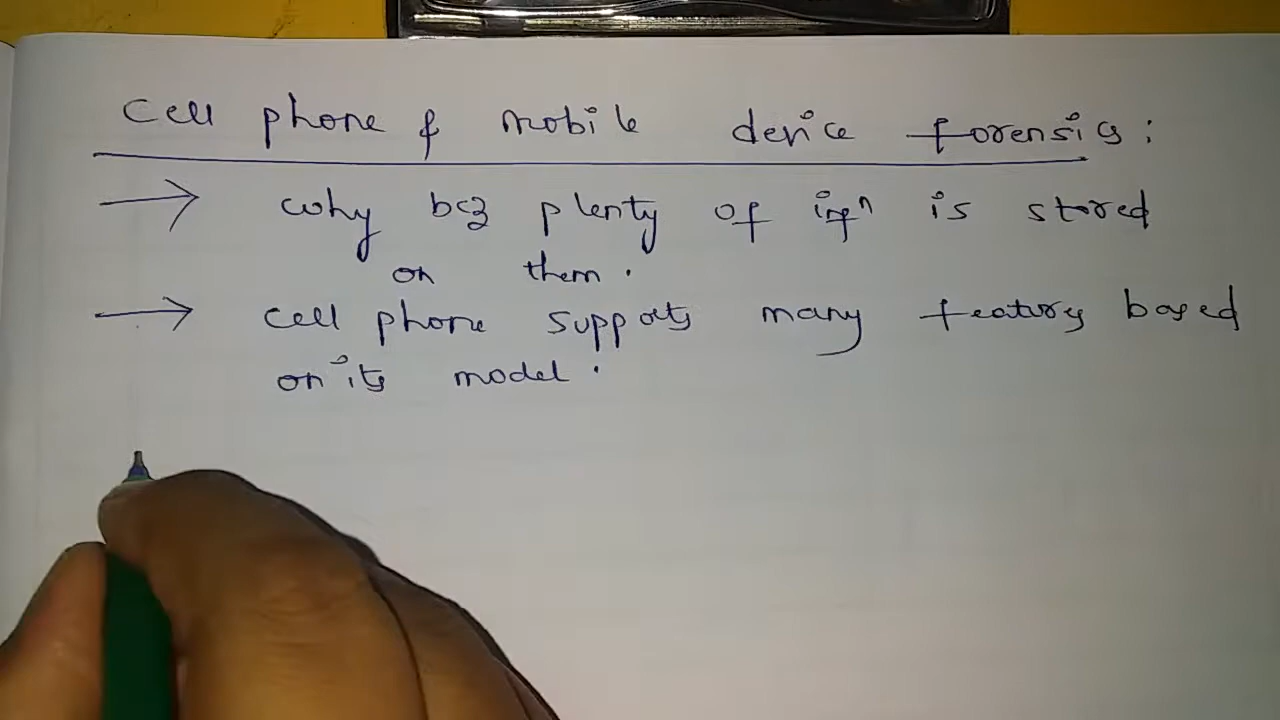 Cell phone & mobile device forensics:
→ why bcz plenty of infn is stored
on them.
→ cell phone supports many features based
on its model.